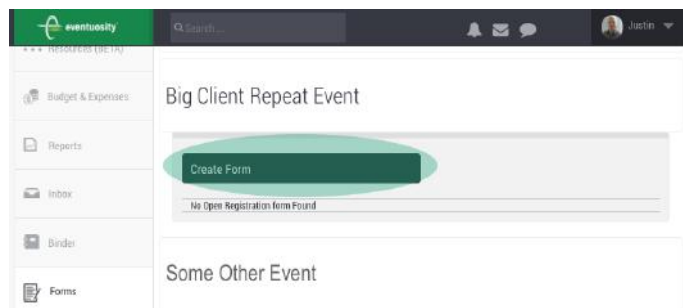 eventuosity
Search...
Justin
Resources (BETA)
Budget & Expenses
Reports
Inbox
Binder
Forms
Big Client Repeat Event
Create Form
No Open Registration form Found
Some Other Event